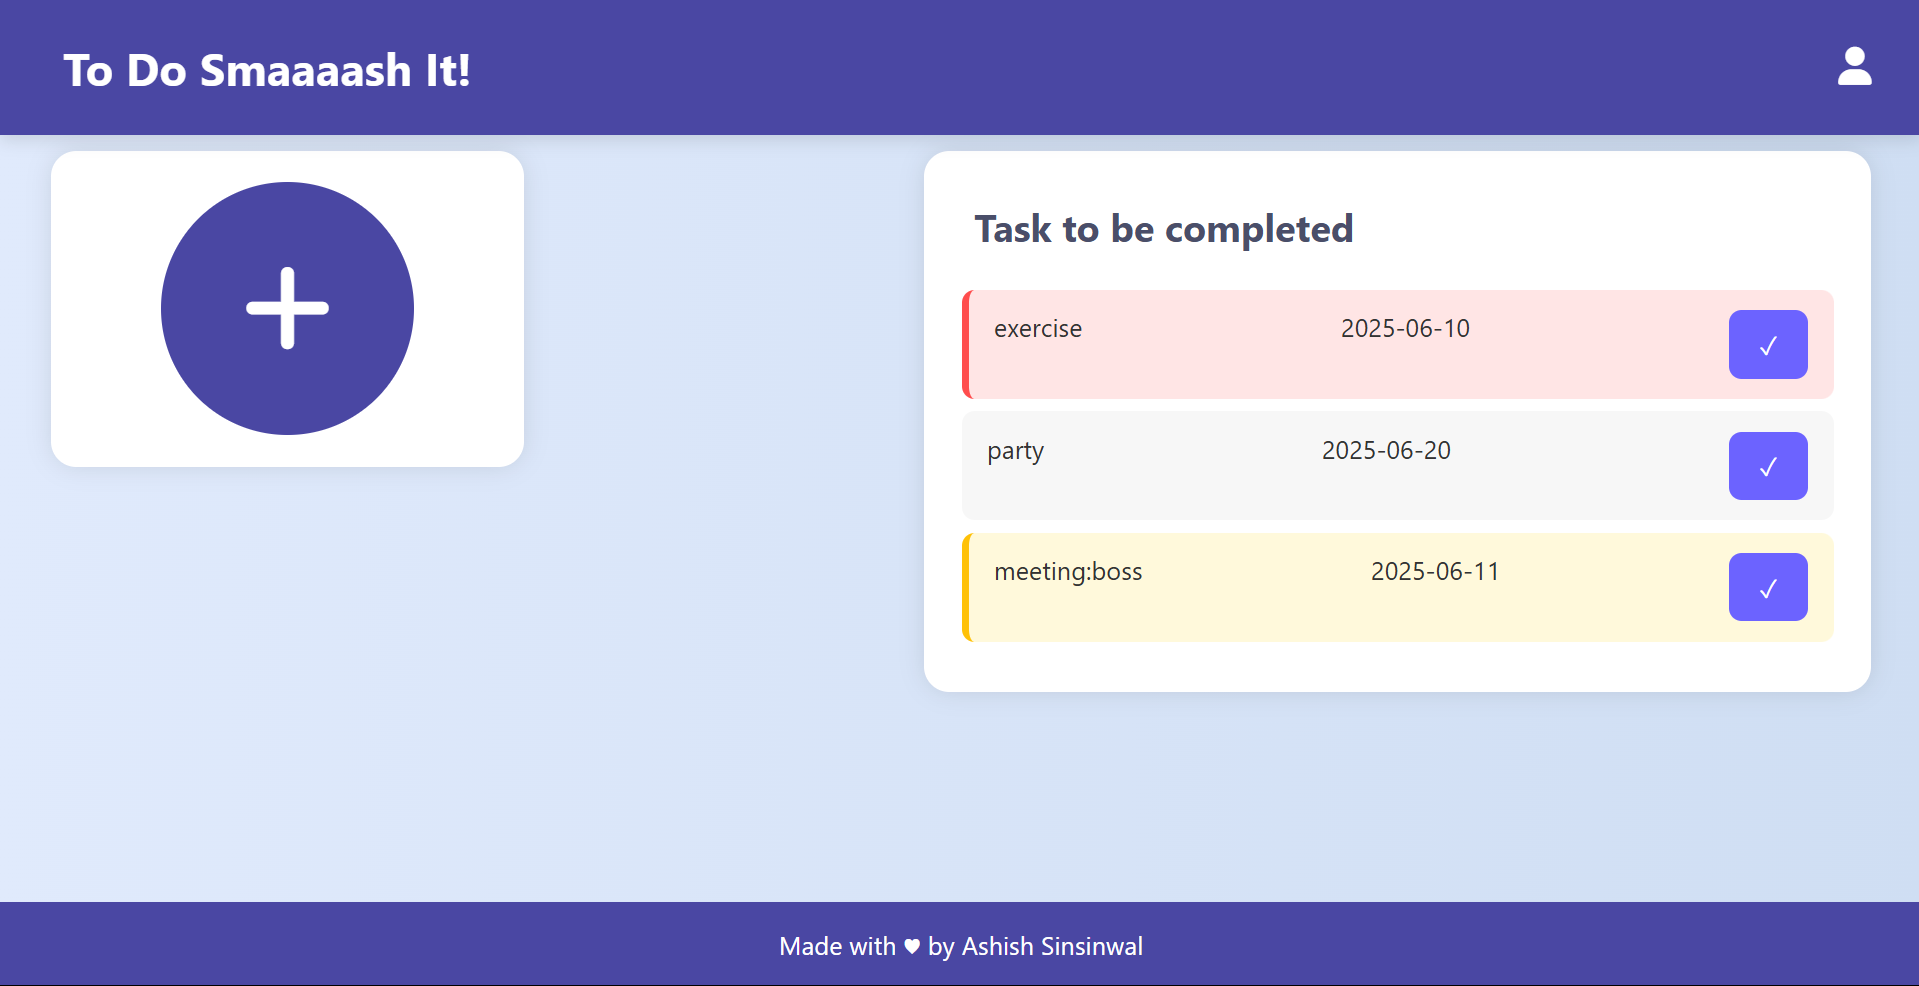 To Do Smaaaash It!
Task to be completed
exercise 2025-06-10 ✓
party 2025-06-20 ✓
meeting:boss 2025-06-11 ✓
Made with ♥ by Ashish Sinsinwal